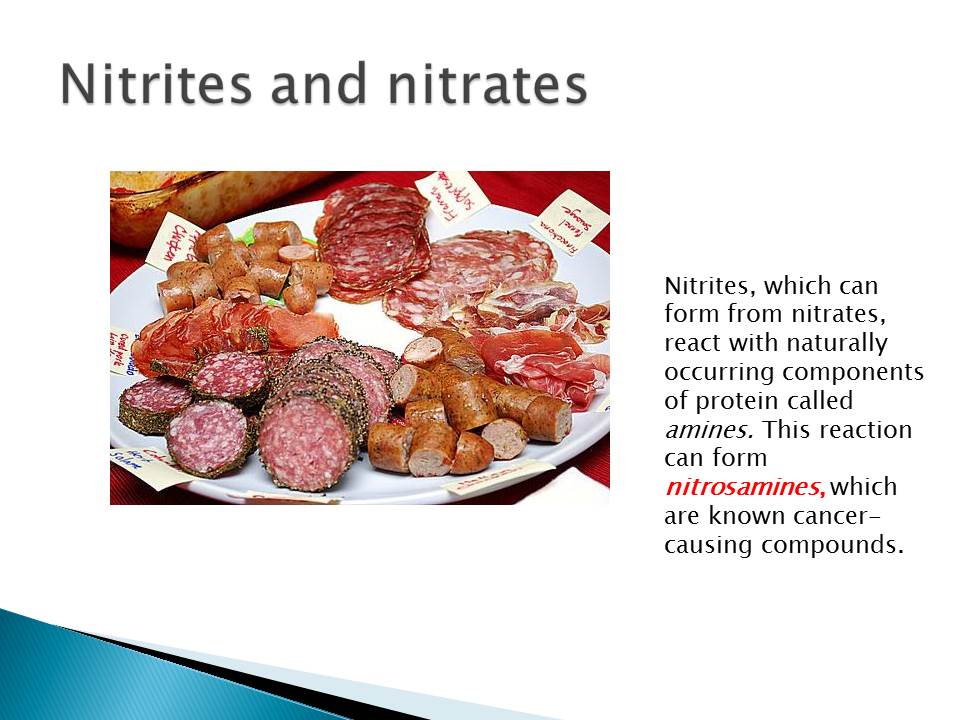 Nitrites and nitrates
Chicken
Nitrites, which can
form from nitrates,
react with naturally
occurring components
of protein called
amines. This reaction
can form
nitrosamines, which
are known cancer-
causing compounds.